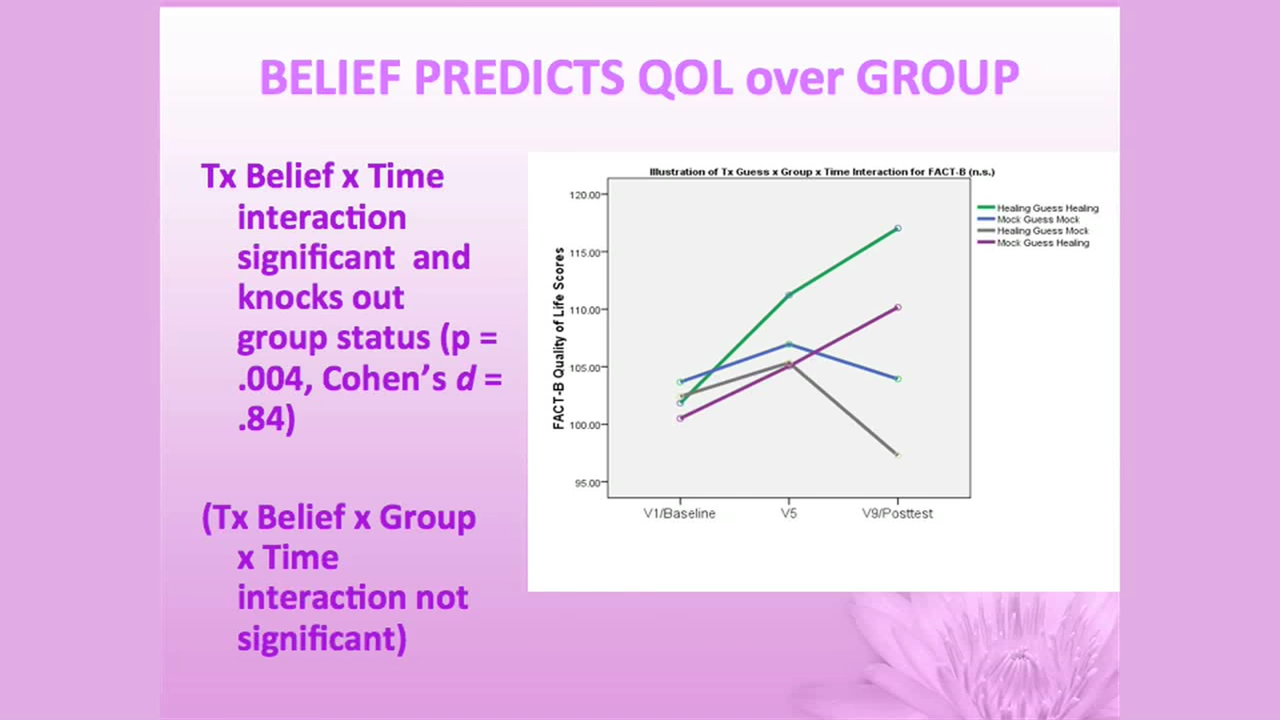 BELIEF PREDICTS QOL over GROUP
Tx Belief x Time
interaction
significant and
knocks out
group status (p =
.004, Cohen’s d =
.84)
(Tx Belief x Group
x Time
interaction not
significant)
Illustration of Tx Guess x Group x Time Interaction for FACT-B (n.s.)
FACT-B Quality of Life Scores
120.00
115.00
110.00
105.00
100.00
95.00
V1/Baseline
V5
V9/Posttest
Healing Guess Healing
Mock Guess Mock
Healing Guess Mock
Mock Guess Healing